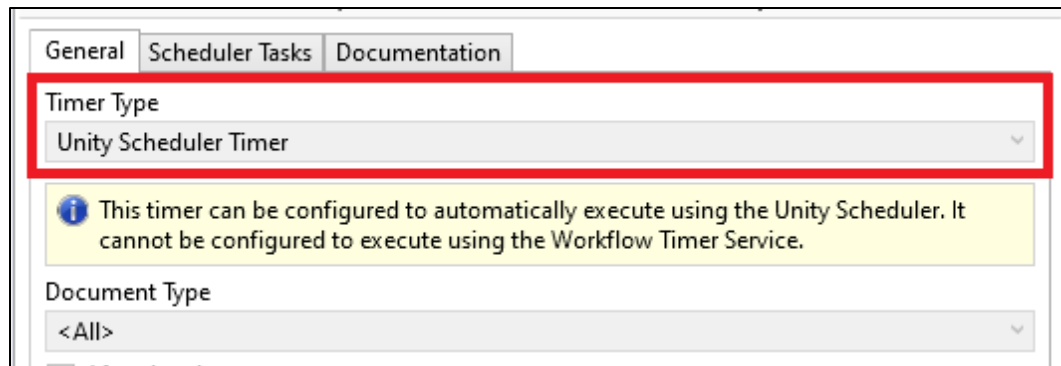 General Scheduler Tasks Documentation
Timer Type
Unity Scheduler Timer
This timer can be configured to automatically execute using the Unity Scheduler. It
cannot be configured to execute using the Workflow Timer Service.
Document Type
<All>